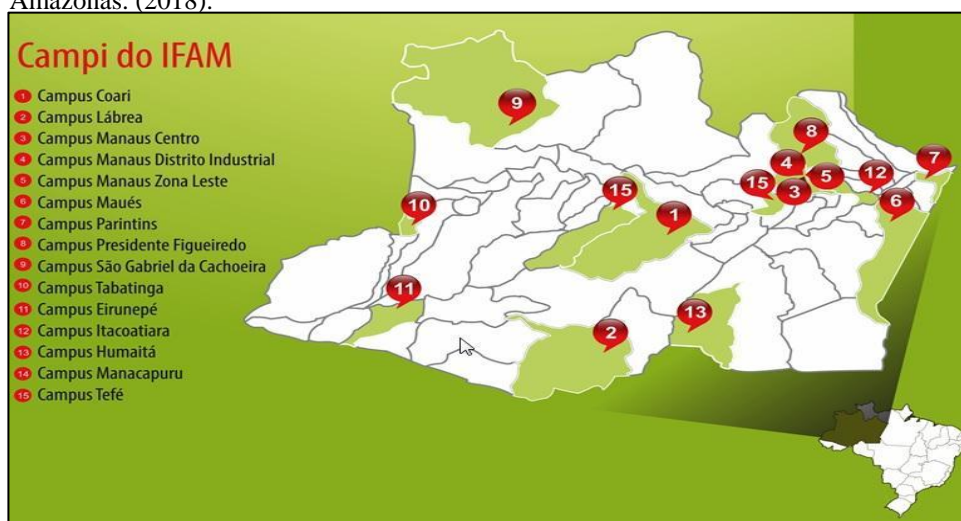 Amazonas. (2018).
Campi do IFAM
1 Campus Coari
2 Campus Lábrea
3 Campus Manaus Centro
4 Campus Manaus Distrito Industrial
5 Campus Manaus Zona Leste
6 Campus Maués
7 Campus Parintins
8 Campus Presidente Figueiredo
9 Campus São Gabriel da Cachoeira
10 Campus Tabatinga
11 Campus Eirunepé
12 Campus Itacoatiara
13 Campus Humaitá
14 Campus Manacapuru
15 Campus Tefé
9
8
7
4
5
12
15
15
3
6
10
1
11
13
2